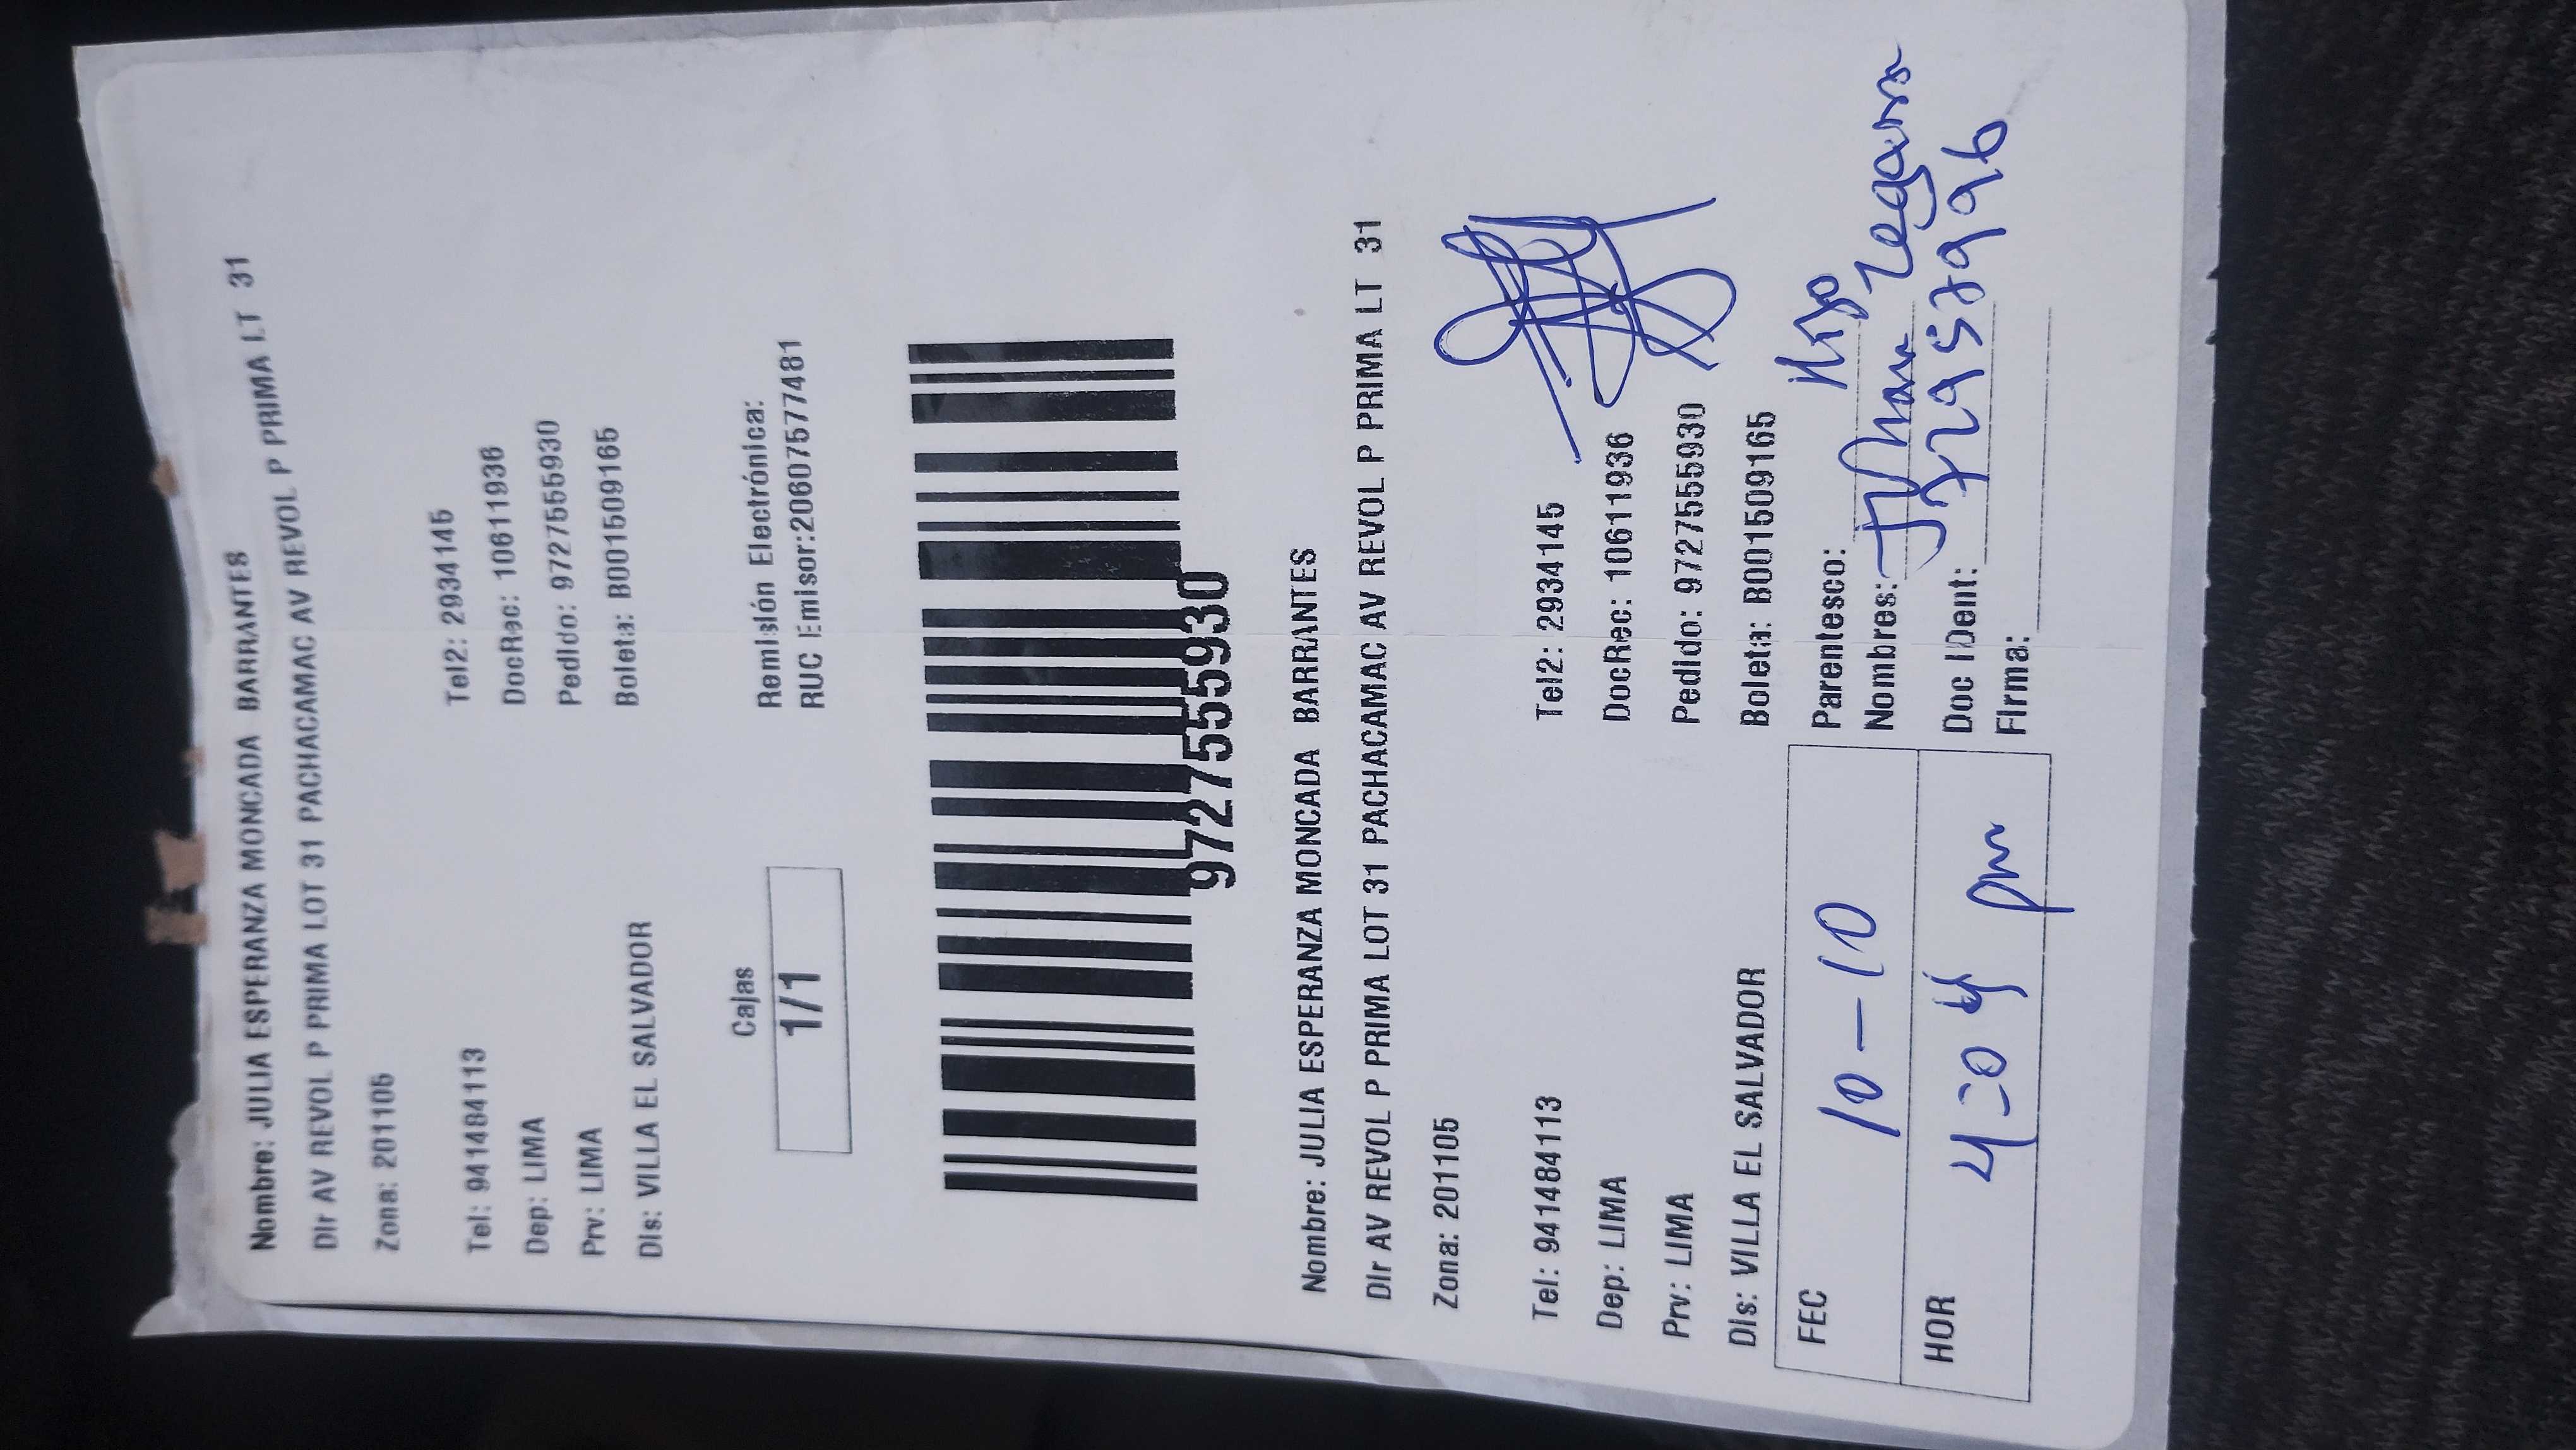 Nombre: JULIA ESPERANZA MONCADA BARRANTES
Dir AV REVOL P PRIMA LOT 31 PACHACAMAC AV REVOL P PRIMA LT 31
Zona: 201105
Tel: 941484113 Tel2: 2934145
Dep: LIMA DocRec: 10611936
Prv: LIMA Pedido: 9727555930
Dis: VILLA EL SALVADOR Boleta: B001509165
Cajas Remisión Electrónica:
1/1 RUC Emisor:20607577481
9727555930
Nombre: JULIA ESPERANZA MONCADA BARRANTES
Dir AV REVOL P PRIMA LOT 31 PACHACAMAC AV REVOL P PRIMA LT 31
Zona: 201105
Tel: 941484113 Tel2: 2934145
Dep: LIMA DocRec: 10611936
Prv: LIMA Pedido: 9727555930
Dis: VILLA EL SALVADOR Boleta: B001509165
FEC 10-10 Parentesco: Hijo
Nombres: Jhan
HOR pm Doc IDent: 72957996
Firma: